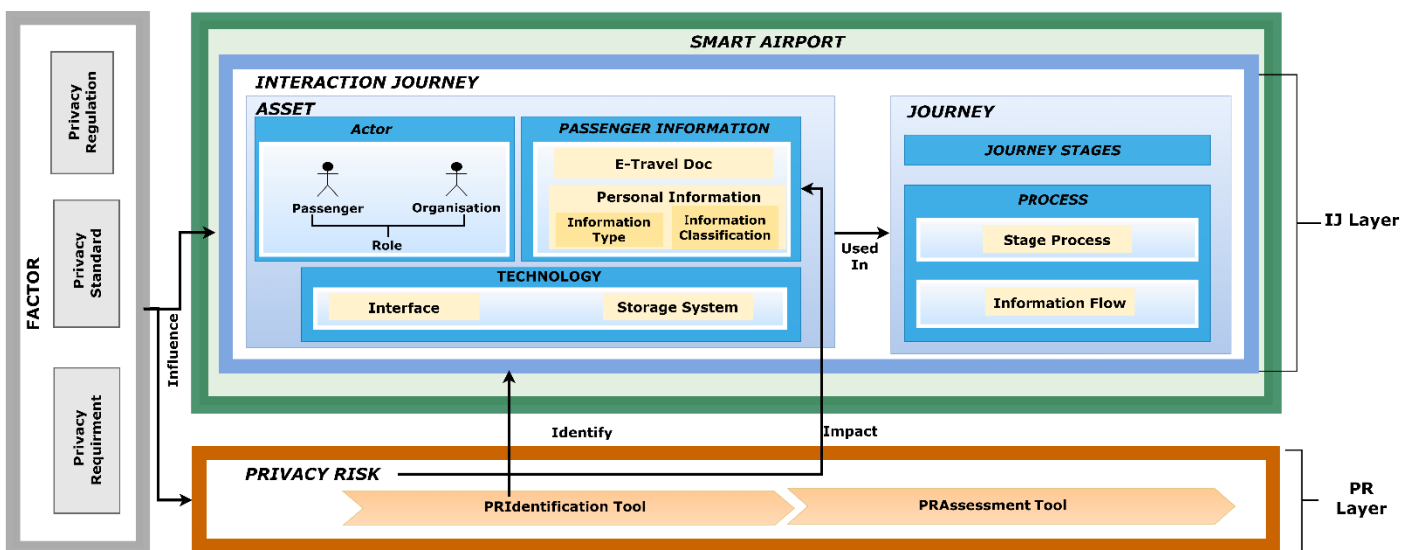 FACTOR
Privacy
Regulation
Privacy
Standard
Privacy
Requirment
Influence
SMART AIRPORT
INTERACTION JOURNEY
ASSET
Actor
Passenger
Organisation
Role
PASSENGER INFORMATION
E-Travel Doc
Personal Information
Information
Type
Information
Classification
TECHNOLOGY
Interface
Storage System
Used
In
JOURNEY
JOURNEY STAGES
PROCESS
Stage Process
Information Flow
IJ Layer
Identify
Impact
PRIVACY RISK
PRIdentification Tool
PRAssessment Tool
PR
Layer